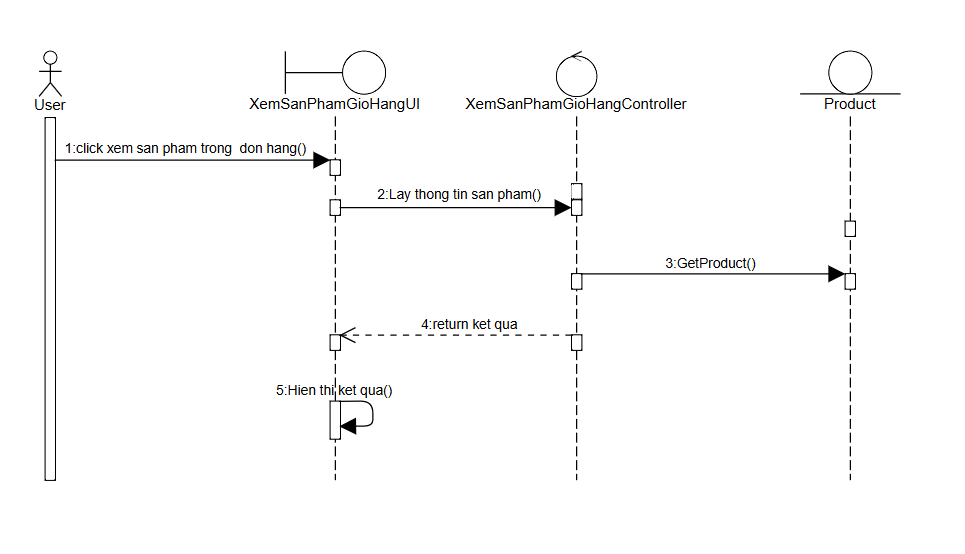 User
XemSanPhamGioHangUI
XemSanPhamGioHangController
Product
1:click xem san pham trong  don hang()
2:Lay thong tin san pham()
3:GetProduct()
4:return ket qua
5:Hien thi ket qua()